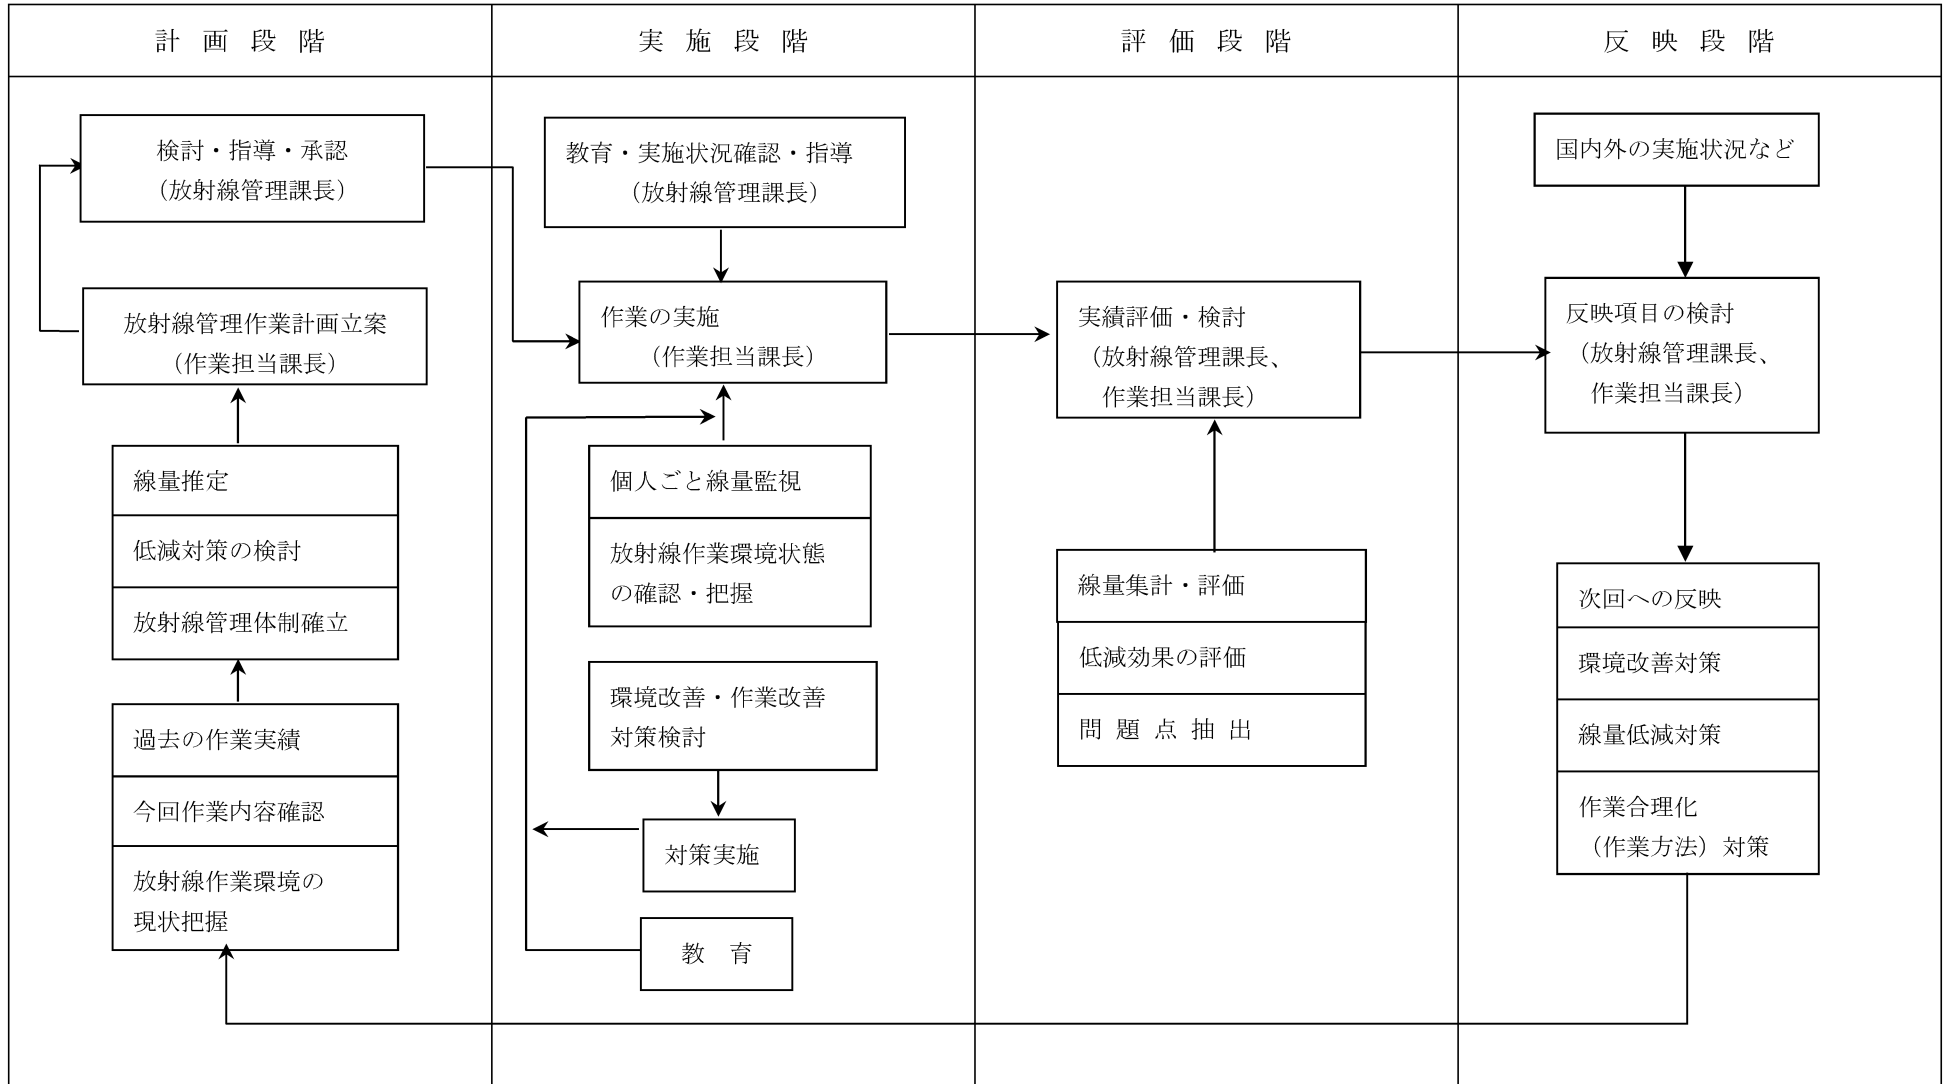 計画段階
検討・指導・承認
（放射線管理課長）
放射線管理作業計画立案
（作業担当課長）
線量推定
低減対策の検討
放射線管理体制確立
過去の作業実績
今回作業内容確認
放射線作業環境の
現状把握
実施段階
教育・実施状況確認・指導
（放射線管理課長）
作業の実施
（作業担当課長）
個人ごと線量監視
放射線作業環境状態
の確認・把握
環境改善・作業改善
対策検討
対策実施
教　育
評価段階
実績評価・検討
（放射線管理課長、
作業担当課長）
線量集計・評価
低減効果の評価
問題点抽出
反映段階
国内外の実施状況など
反映項目の検討
（放射線管理課長、
作業担当課長）
次回への反映
環境改善対策
線量低減対策
作業合理化
（作業方法）対策